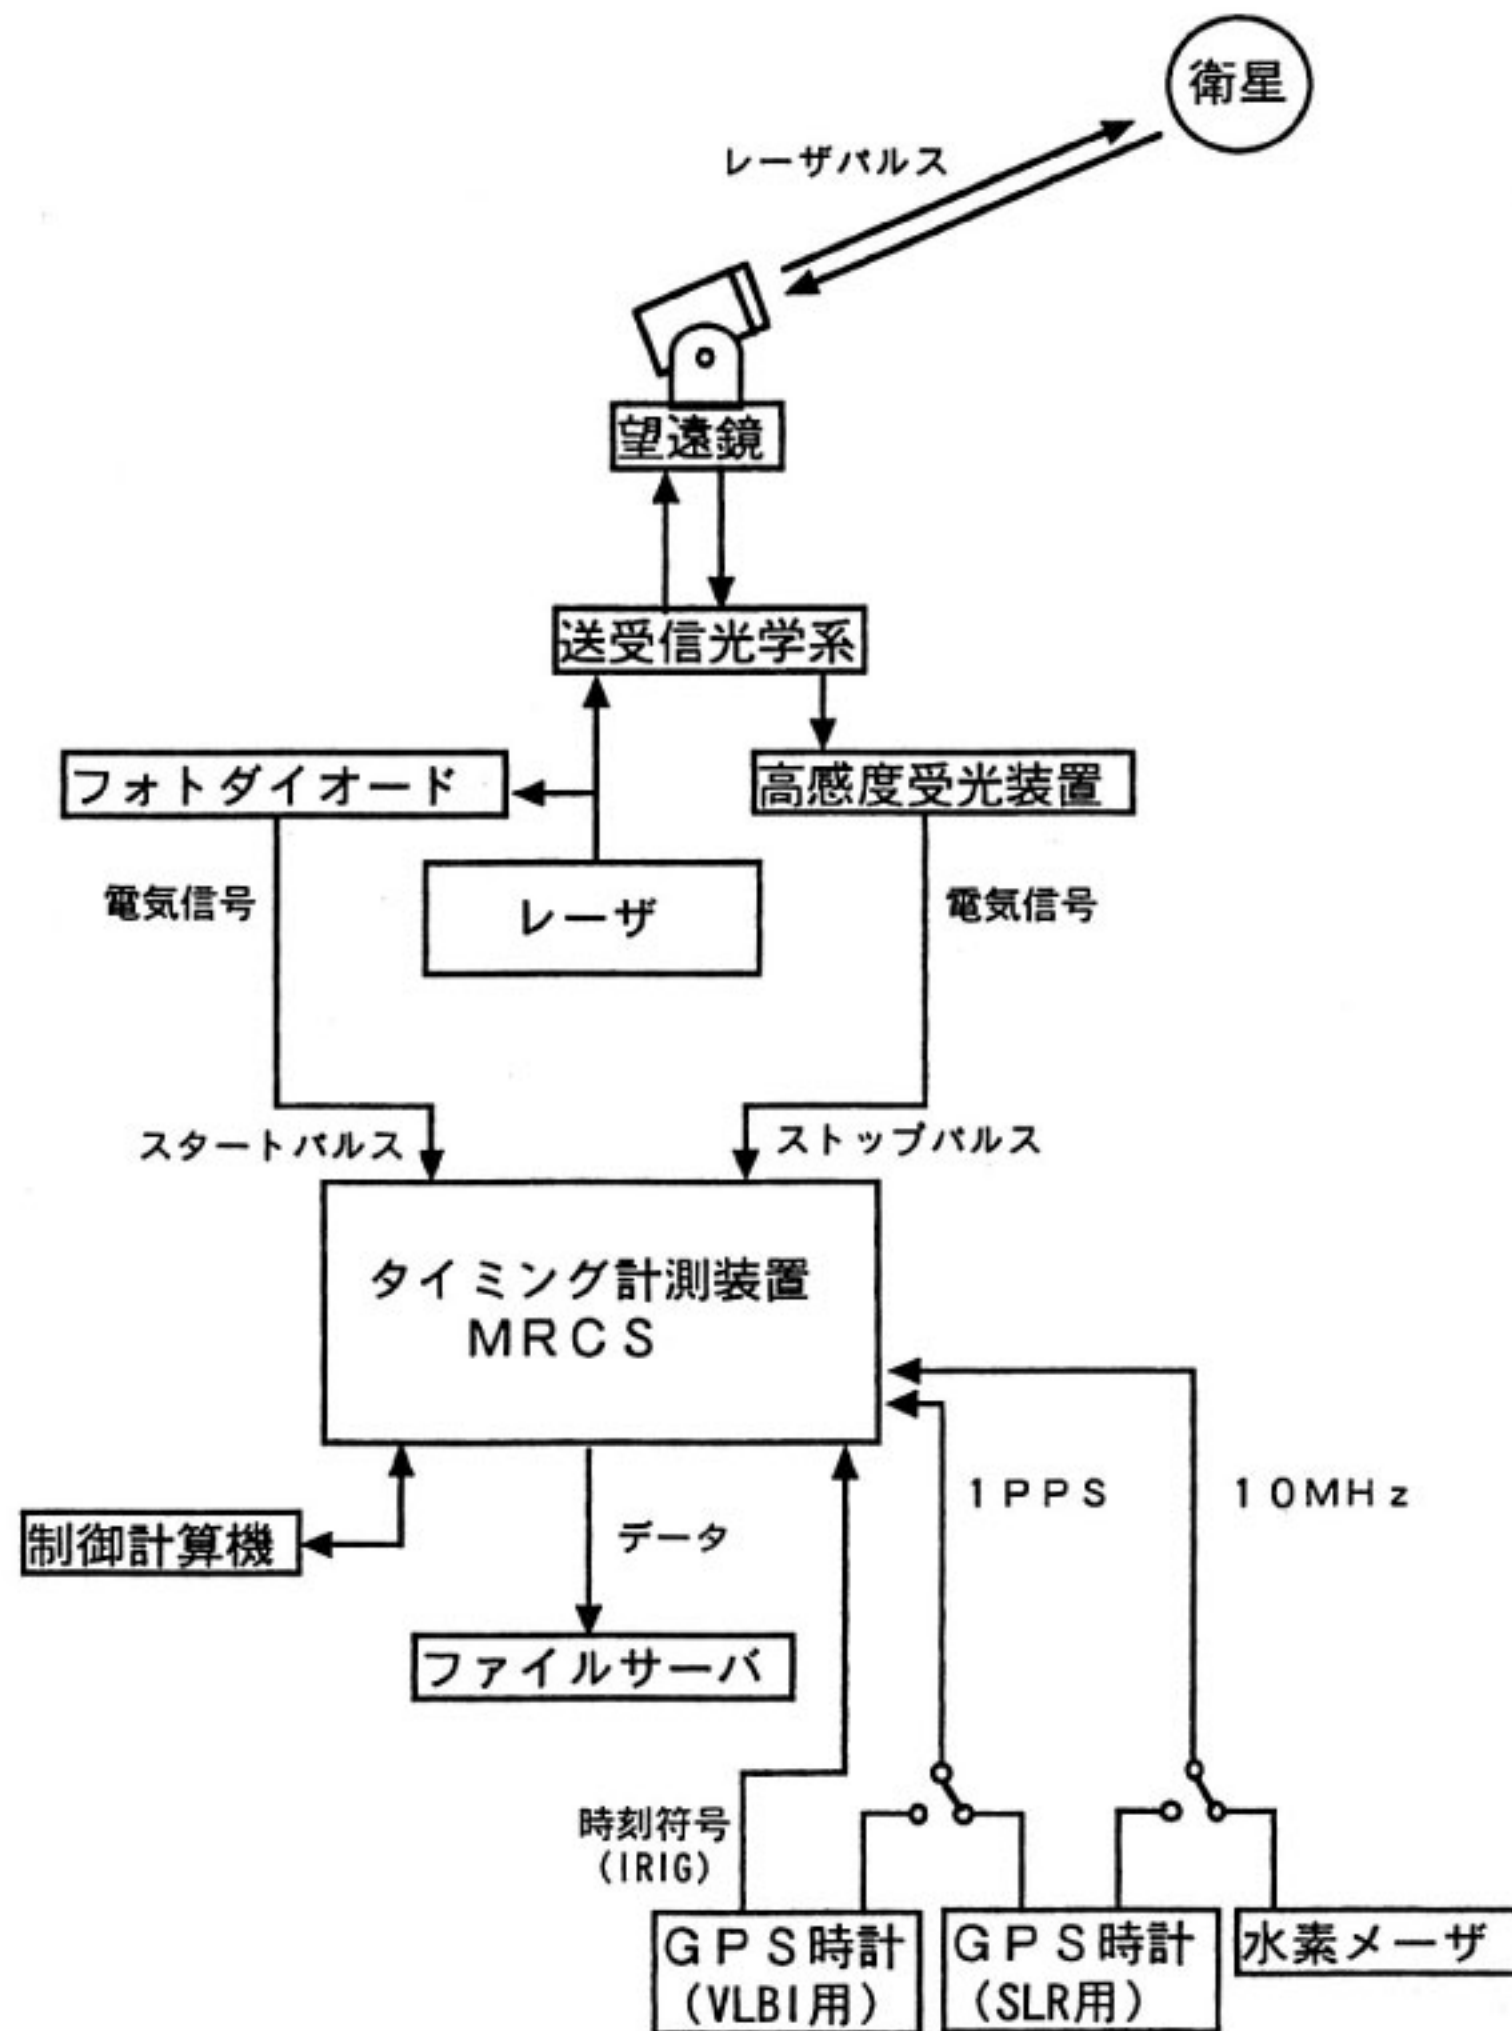 衛星
レーザパルス
望遠鏡
送受信光学系
フォトダイオード
高感度受光装置
電気信号
レーザ
電気信号
スタートパルス
ストップパルス
タイミング計測装置
MRCS
1PPS
10MHz
制御計算機
データ
ファイルサーバ
時刻符号
(IRIG)
GPS時計
(VLBI用)
GPS時計
(SLR用)
水素メーザ